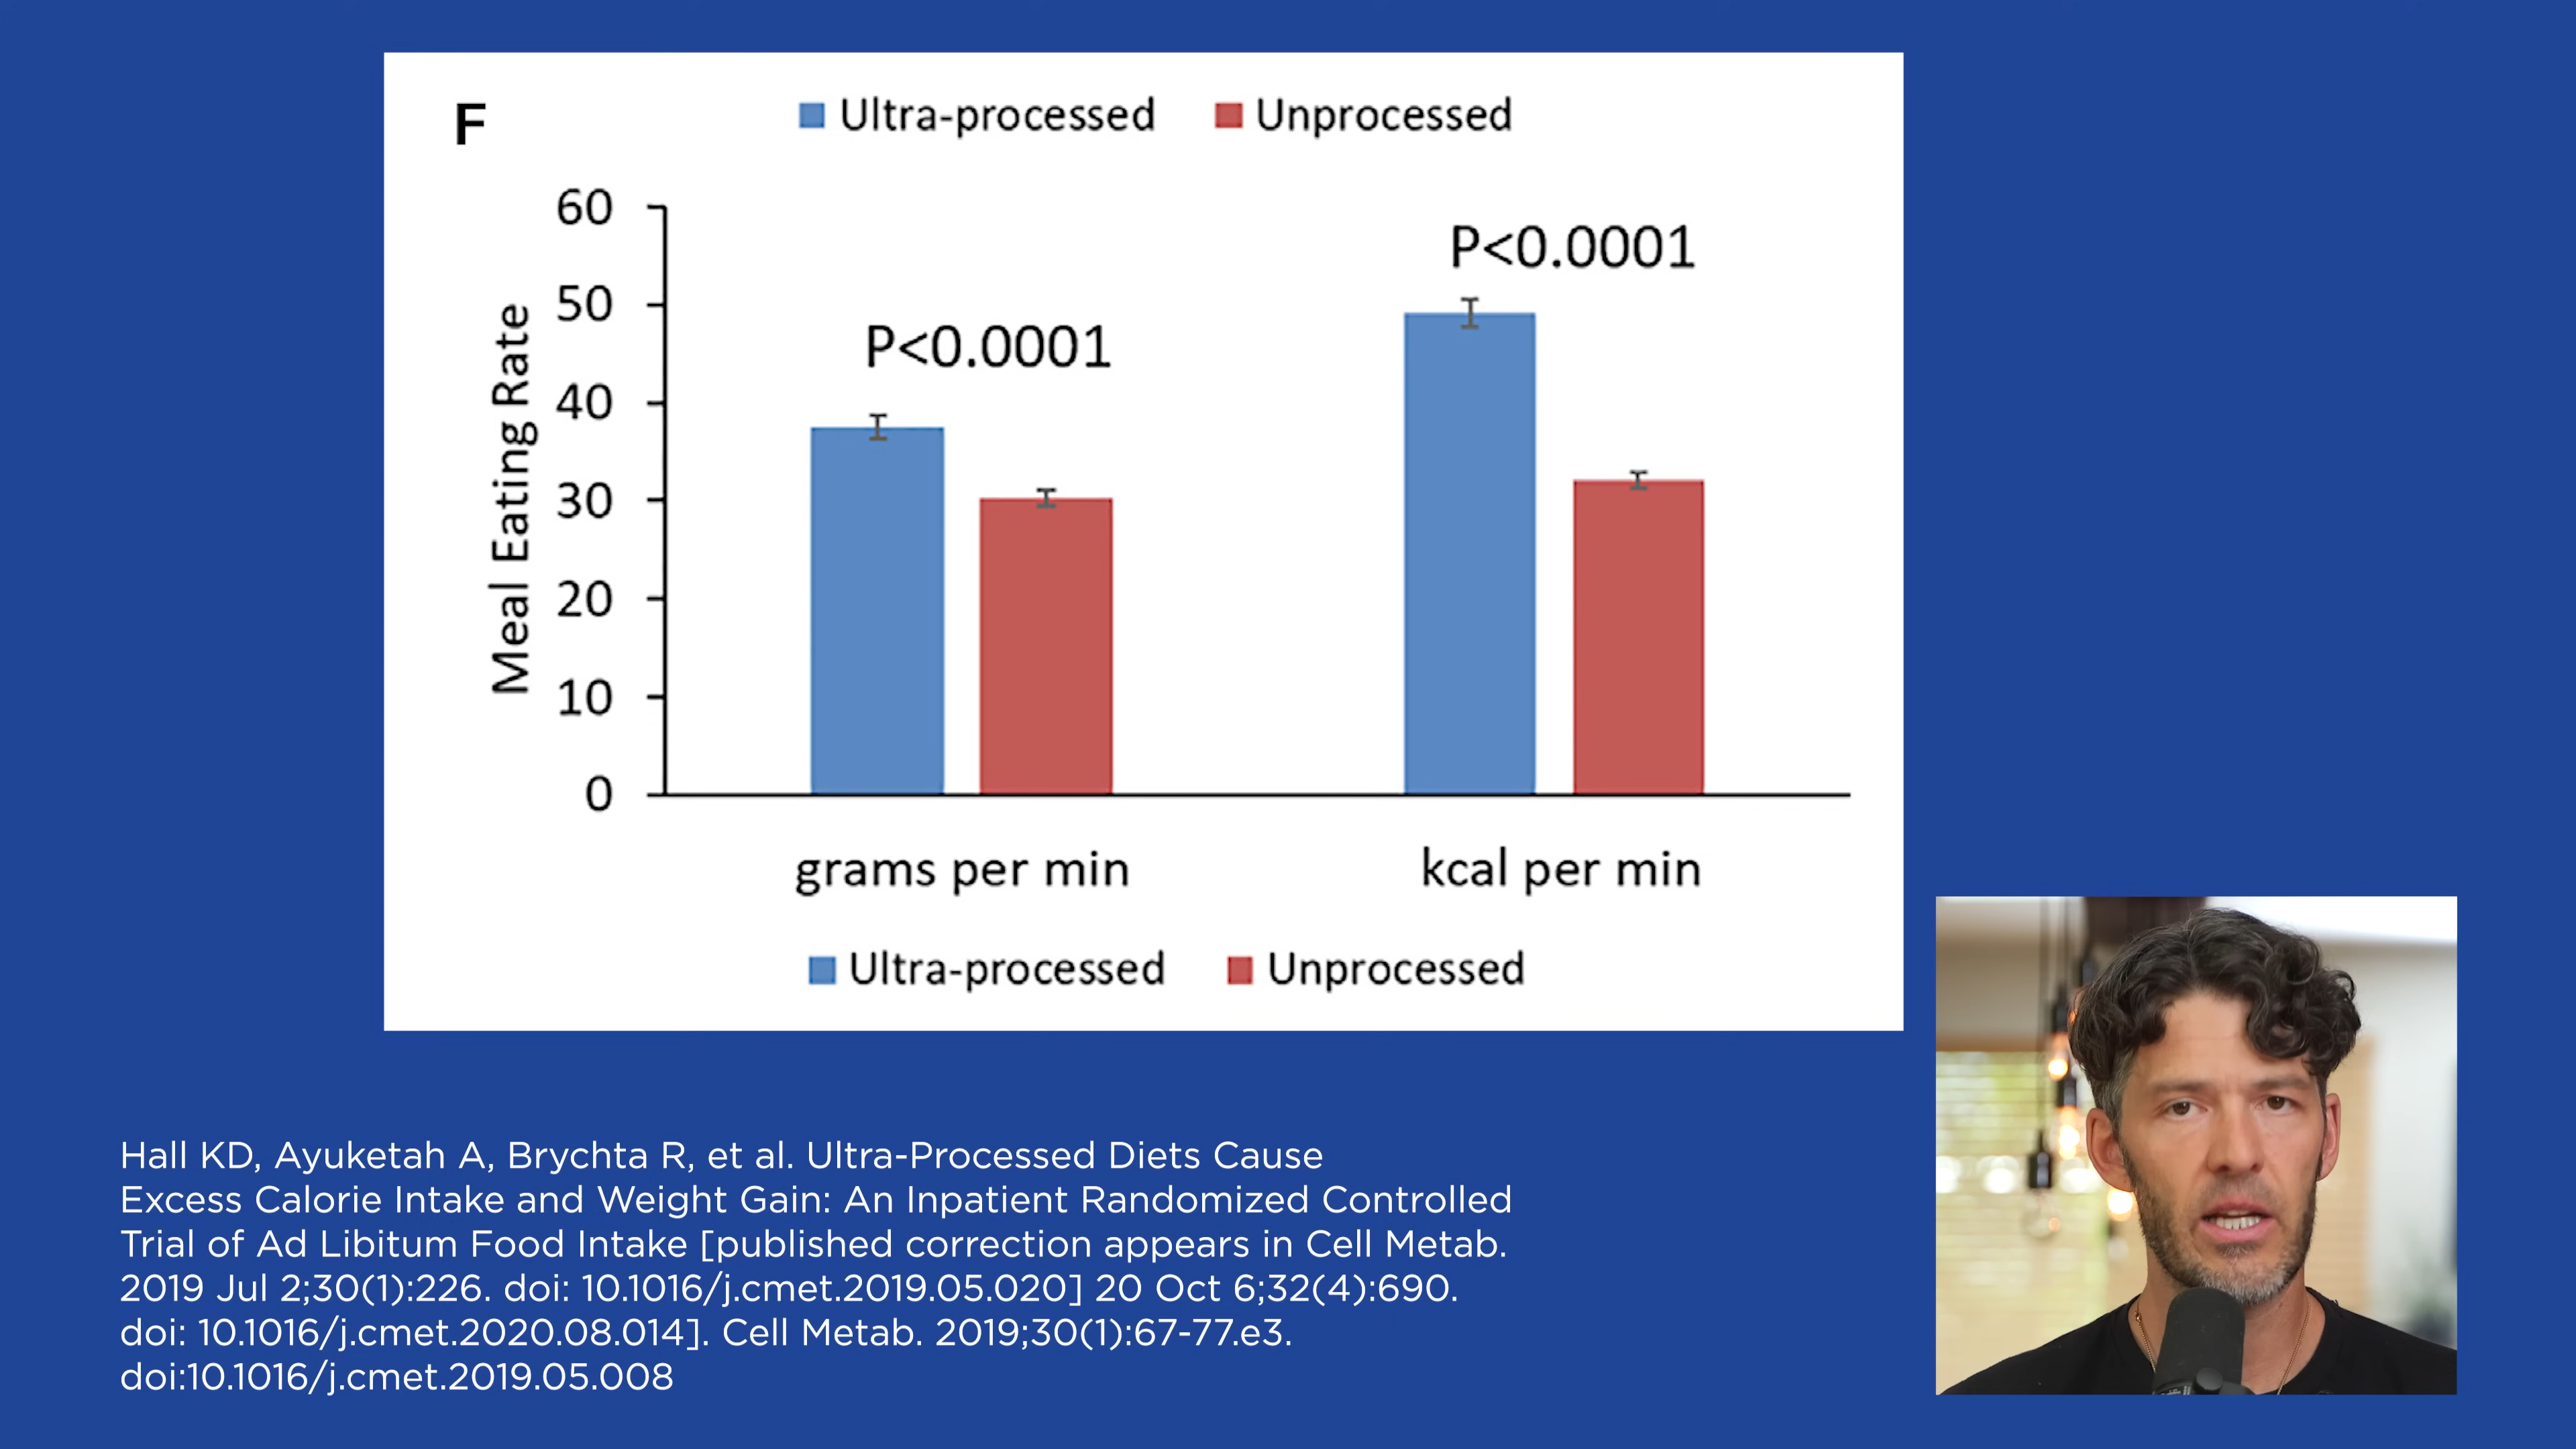 F
Ultra-processed Unprocessed
Meal Eating Rate
60
50
40
30
20
10
0
P<0.0001
P<0.0001
grams per min
kcal per min
Ultra-processed Unprocessed
Hall KD, Ayuketah A, Brychta R, et al. Ultra-Processed Diets Cause
Excess Calorie Intake and Weight Gain: An Inpatient Randomized Controlled
Trial of Ad Libitum Food Intake [published correction appears in Cell Metab.
2019 Jul 2;30(1):226. doi: 10.1016/j.cmet.2019.05.020] 20 Oct 6;32(4):690.
doi: 10.1016/j.cmet.2020.08.014]. Cell Metab. 2019;30(1):67-77.e3.
doi:10.1016/j.cmet.2019.05.008